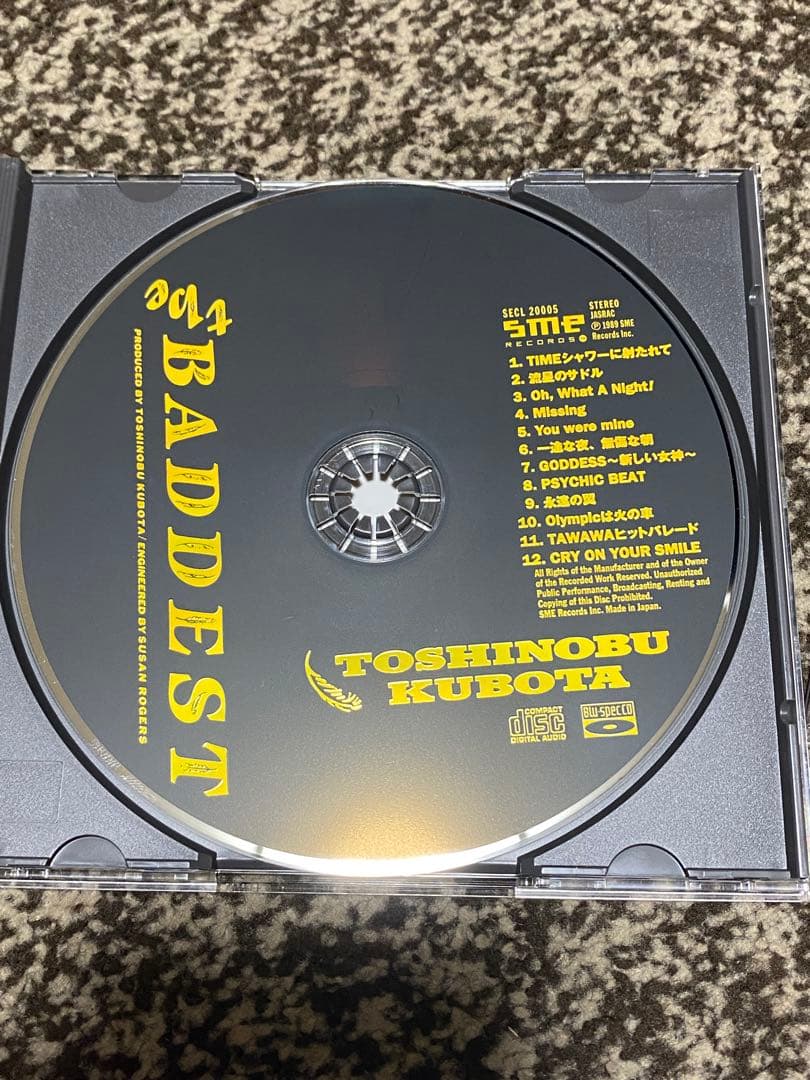 the
BADDEST
PRODUCED BY TOSHINOBU KUBOTA / ENGINEERED BY SUSAN ROGERS
SECL 20005
sme
RECORDS
STEREO
JASRAC
Ⓟ 1989 SME
Records Inc.
1. TIMEシャワーに射たれて
2. 流星のサドル
3. Oh, What A Night!
4. Missing
5. You were mine
6. 一途な夜、無傷な朝
7. GODDESS〜新しい女神〜
8. PSYCHIC BEAT
9. 永遠の翼
10. Olympicは火の車
11. TAWAWAヒットパレード
12. CRY ON YOUR SMILE
All Rights of the Manufacturer and of the Owner
of the Recorded Work Reserved. Unauthorized
Public Performance, Broadcasting, Renting and
Copying of this Disc Prohibited.
SME Records Inc. Made in Japan.
TOSHINOBU
KUBOTA
COMPACT
disc
DIGITAL AUDIO
Blu-spec CD